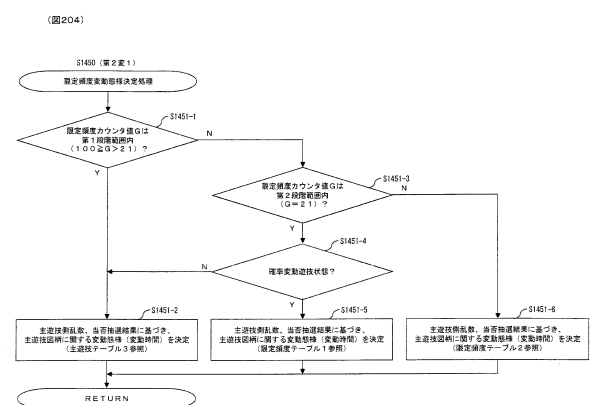 (図204)
S1450(第2変1)
限定頻度変動態様決定処理
S1451-1
限定頻度カウンタ値Gは
第1段階範囲内
(100≧G>21)?
N
Y
S1451-3
限定頻度カウンタ値Gは
第2段階範囲内
(G=21)?
N
Y
S1451-4
確率変動遊技状態?
N
Y
S1451-2
主遊技側乱数、当否抽選結果に基づき、
主遊技図柄に関する変動態様(変動時間)を決定
(主遊技テーブル3参照)
S1451-5
主遊技側乱数、当否抽選結果に基づき、
主遊技図柄に関する変動態様(変動時間)を決定
(限定頻度テーブル1参照)
S1451-6
主遊技側乱数、当否抽選結果に基づき、
主遊技図柄に関する変動態様(変動時間)を決定
(限定頻度テーブル2参照)
RETURN